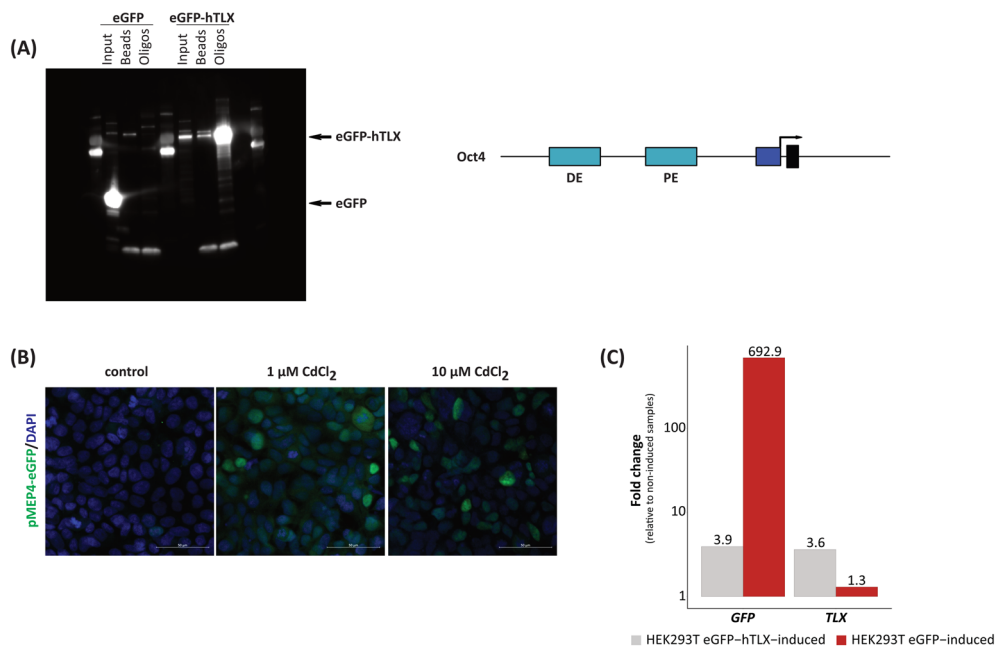 (A)
eGFP eGFP-hTLX
Input Beads Oligos Input Beads Oligos
eGFP-hTLX
eGFP
Oct4
DE PE
(B)
control 1 µM CdCl2 10 µM CdCl2
pMEP4-eGFP/DAPI
(C)
Fold change
(relative to non-induced samples)
100
10
1
692.9
3.9
3.6
1.3
GFP TLX
HEK293T eGFP−hTLX−induced HEK293T eGFP−induced